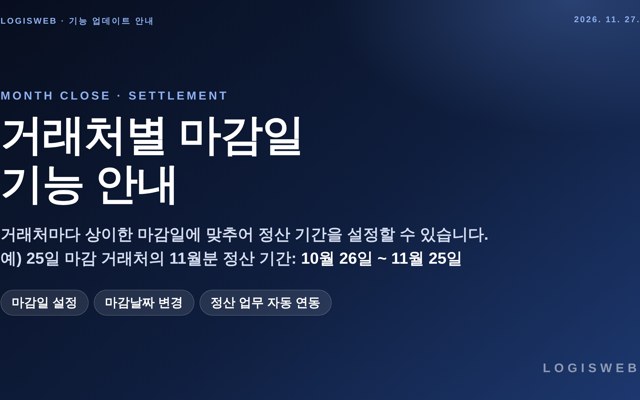 LOGISWEB · 기능 업데이트 안내
2026. 11. 27.
MONTH CLOSE · SETTLEMENT
거래처별 마감일
기능 안내
거래처마다 상이한 마감일에 맞추어 정산 기간을 설정할 수 있습니다.
예) 25일 마감 거래처의 11월분 정산 기간: 10월 26일 ~ 11월 25일
마감일 설정
마감날짜 변경
정산 업무 자동 연동
LOGISWEB